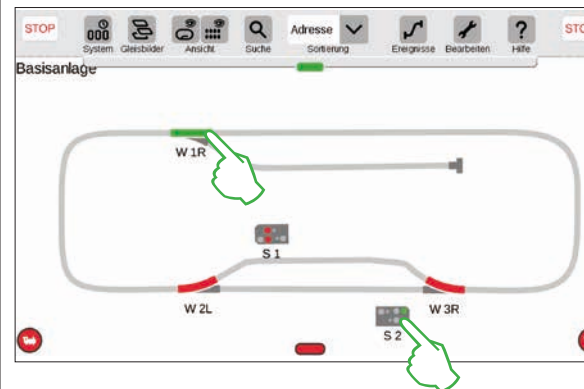 STOP
System
Gleisbilder
Ansicht
Suche
Adresse
Sortierung
Ereignisse
Bearbeiten
?
Hilfe
STO
Basisanlage
W 1R
S 1
W 2L
W 3R
S 2